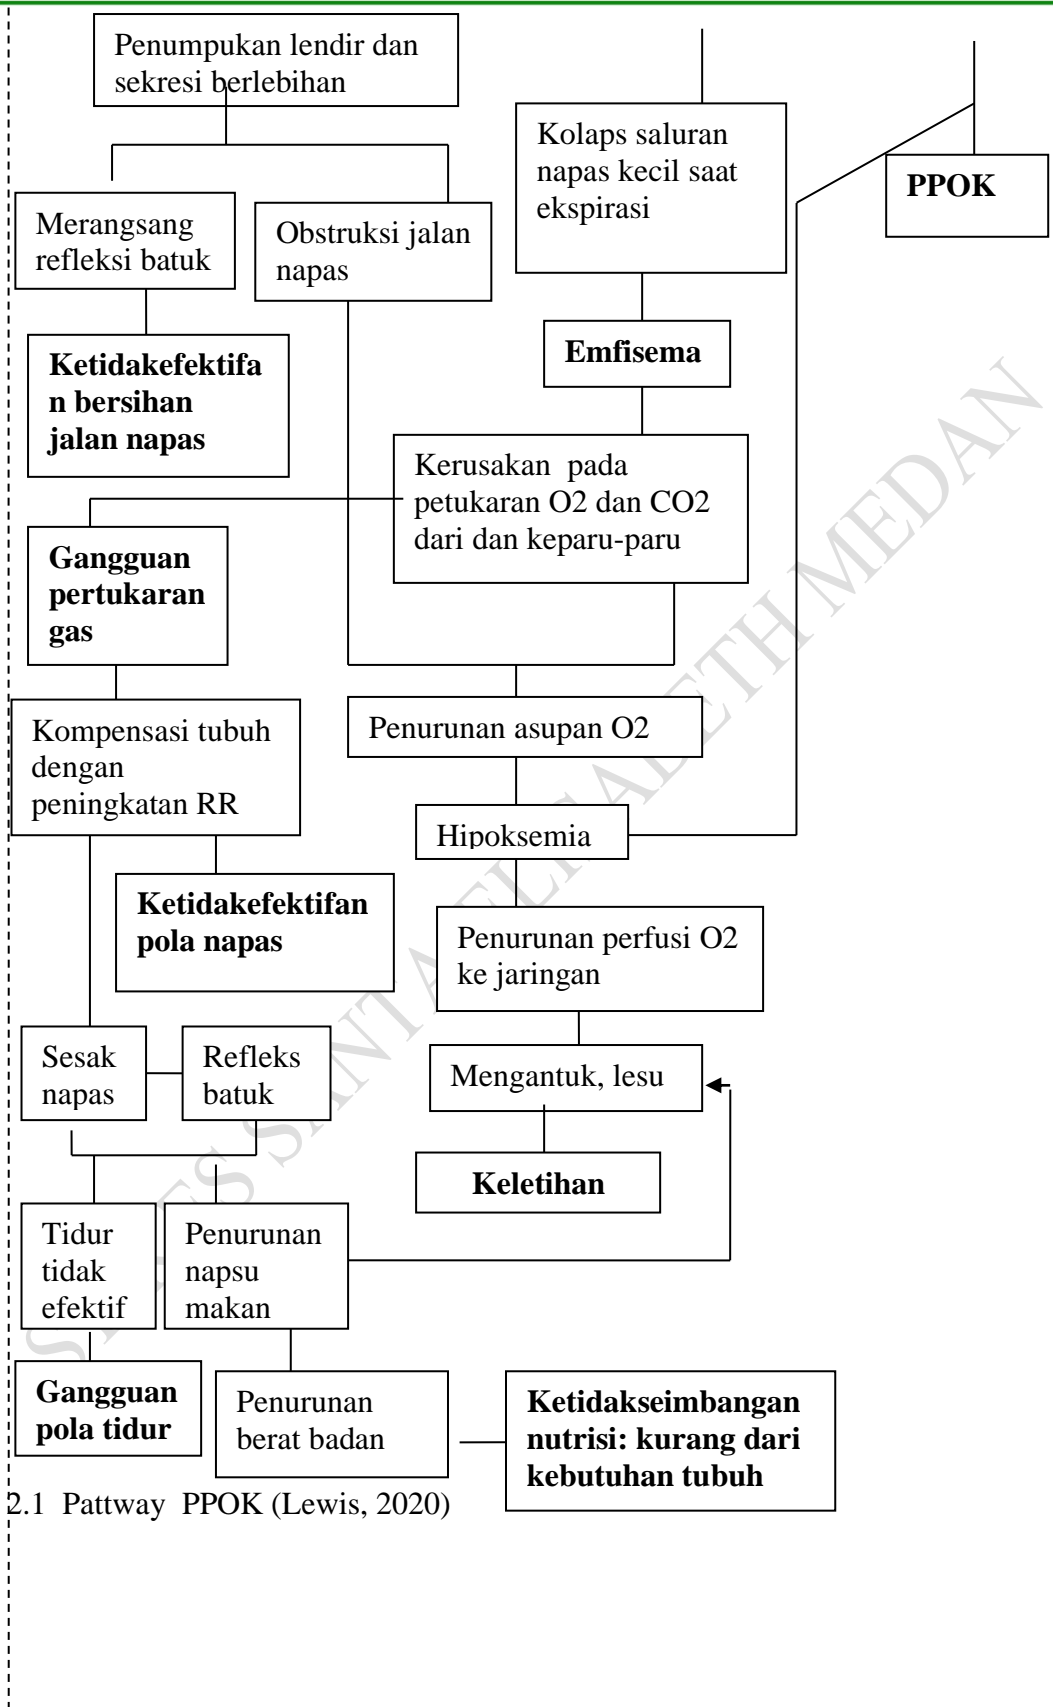 Penumpukan lendir dan
sekresi berlebihan
Kolaps saluran
napas kecil saat
ekspirasi
PPOK
Merangsang
refleksi batuk
Obstruksi jalan
napas
Emfisema
Ketidakefektifa
n bersihan
jalan napas
Kerusakan pada
petukaran O2 dan CO2
dari dan keparu-paru
Gangguan
pertukaran
gas
Kompensasi tubuh
dengan
peningkatan RR
Penurunan asupan O2
Hipoksemia
Ketidakefektifan
pola napas
Penurunan perfusi O2
ke jaringan
Sesak
napas
Refleks
batuk
Mengantuk, lesu
Keletihan
Tidur
tidak
efektif
Penurunan
napsu
makan
Gangguan
pola tidur
Penurunan
berat badan
Ketidakseimbangan
nutrisi: kurang dari
kebutuhan tubuh
2.1 Pattway PPOK (Lewis, 2020)